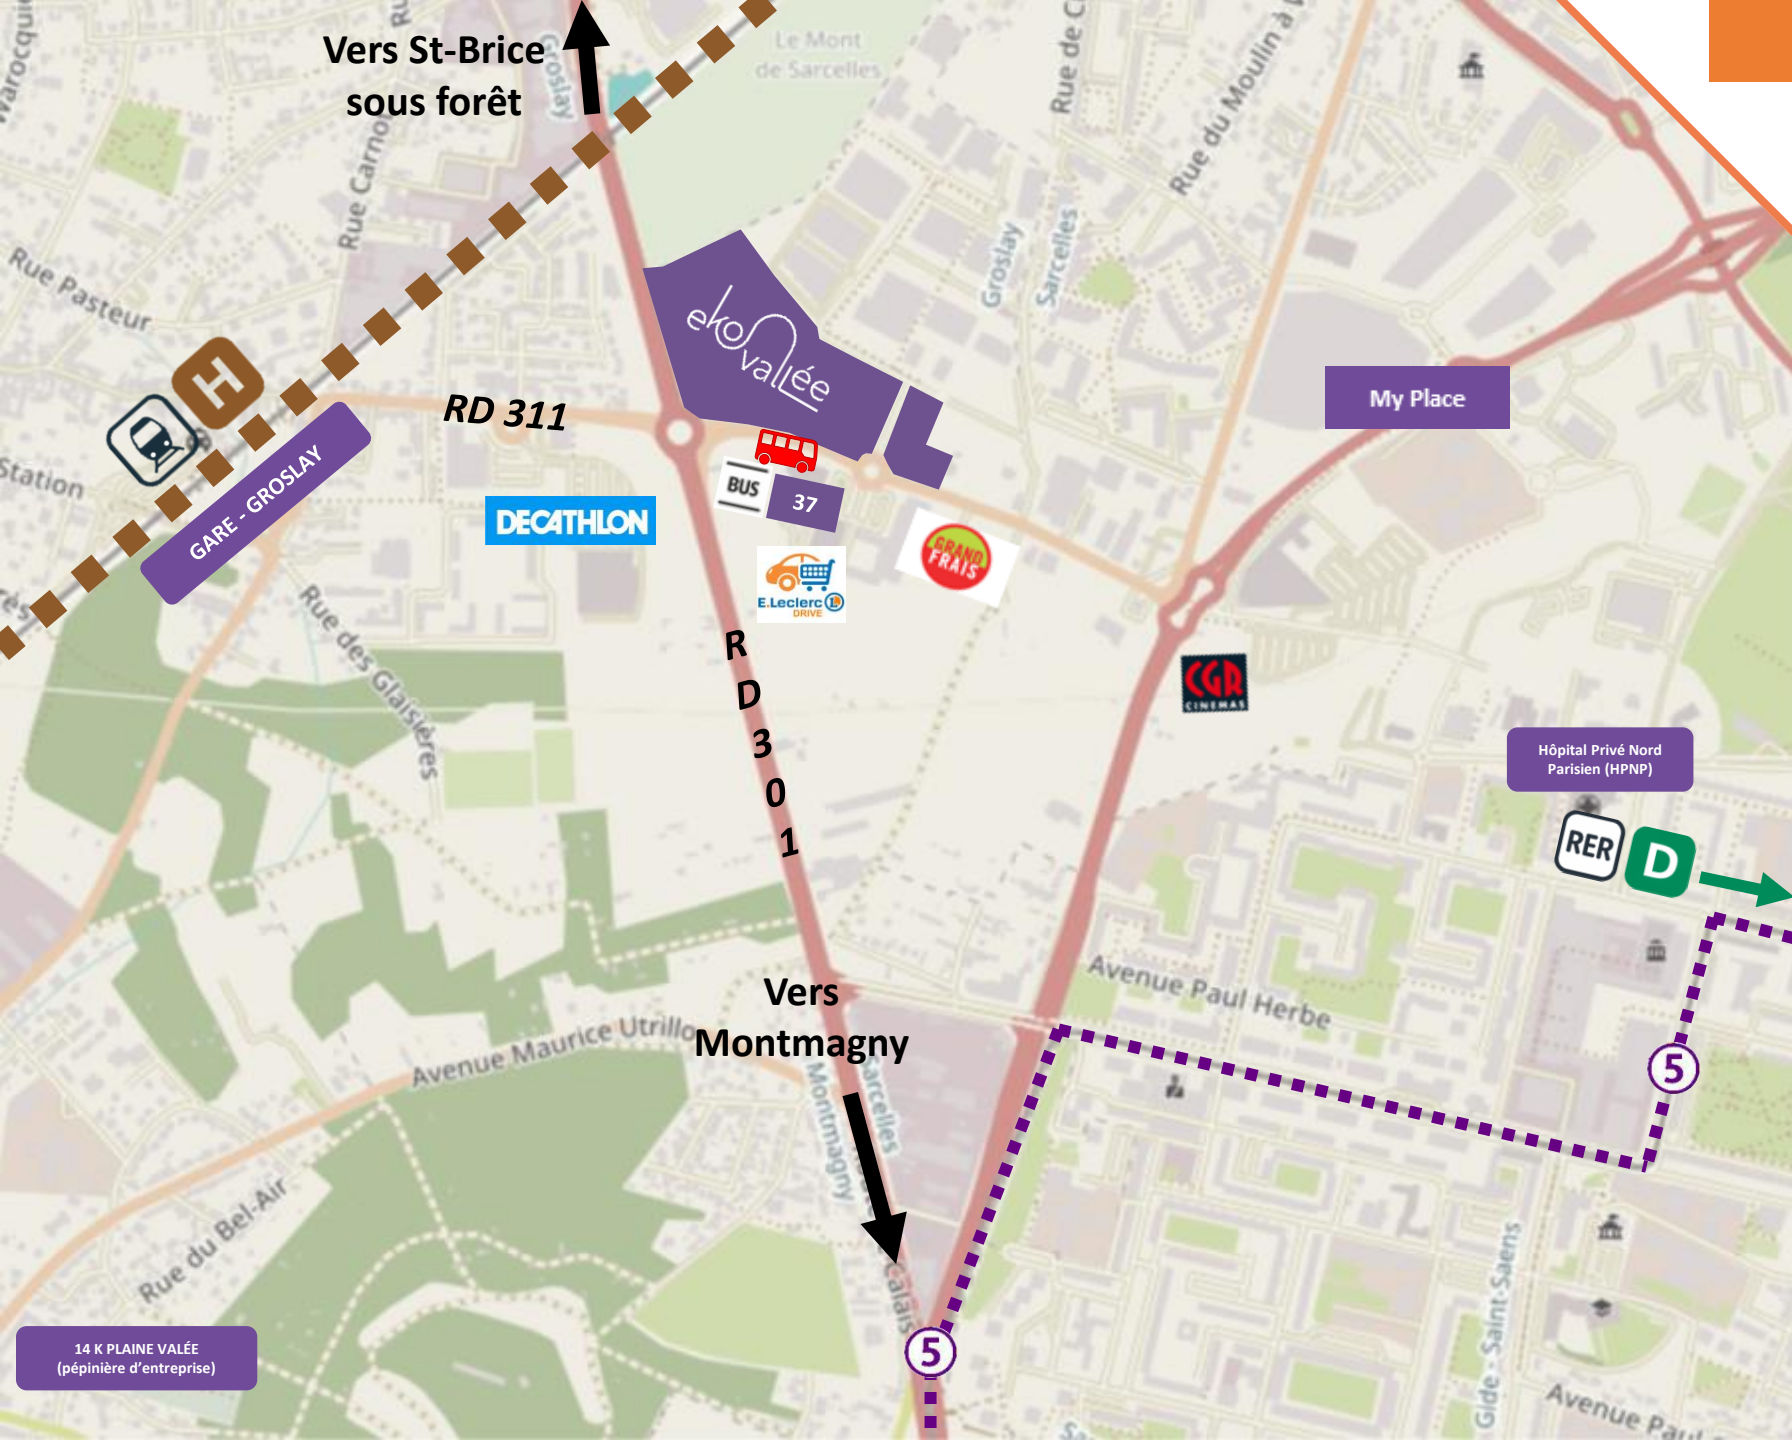 Vers St-Brice
sous forêt
Groslay
Le Mont
de Sarcelles
Rue du Moulin à
Rue Carnot
Rue Pasteur
Groslay
Sarcelles
ekovallée
H
RD 311
My Place
GARE - GROSLAY
Station
BUS
37
DECATHLON
GRAND
FRAIS
E.Leclerc L
DRIVE
Rue des Glaisières
R
D
3
0
1
CGR
CINEMAS
Hôpital Privé Nord
Parisien (HPNP)
RER
D
Avenue Paul Herbe
Vers
Montmagny
Avenue Maurice Utrillo
5
Sarcelles
Montmagny
Rue du Bel-Air
Calais
Gide - Saint-Saens
14 K PLAINE VALÉE
(pépinière d'entreprise)
5
Avenue Paul